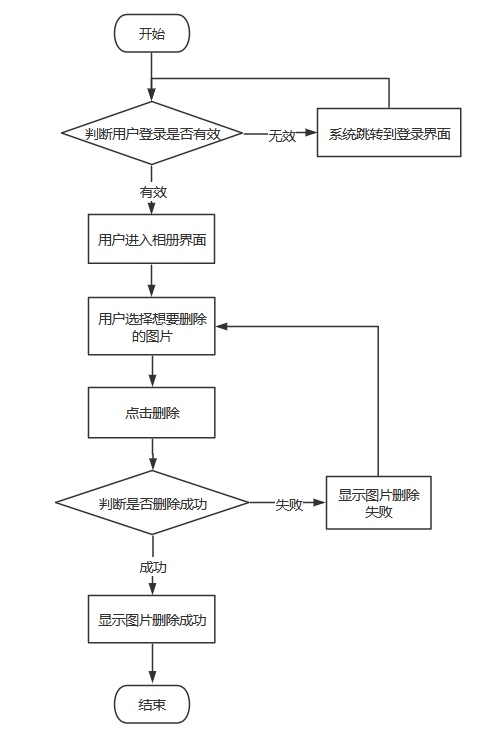 开始
判断用户登录是否有效
无效
系统跳转到登录界面
有效
用户进入相册界面
用户选择想要删除
的图片
点击删除
判断是否删除成功
失败
显示图片删除
失败
成功
显示图片删除成功
结束